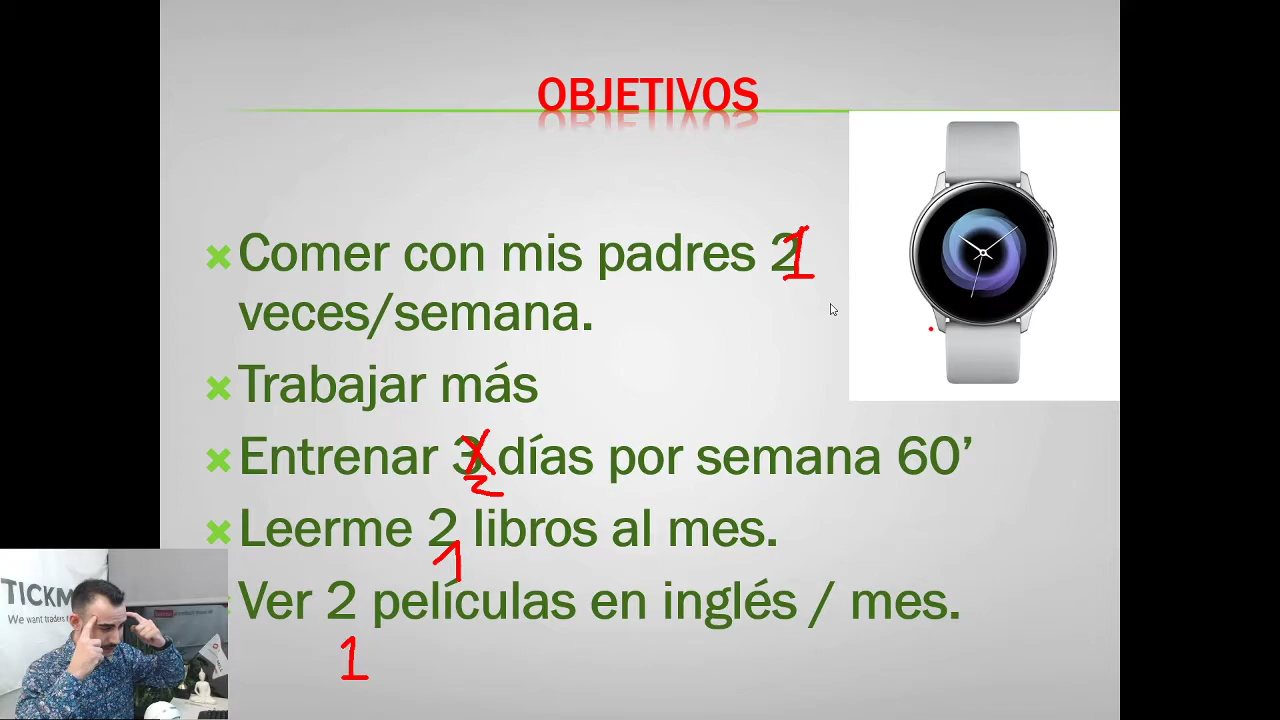 OBJETIVOS
Comer con mis padres 2 1
veces/semana.
Trabajar más
Entrenar 3 días por semana 60’
2
Leerme 2 libros al mes.
1
Ver 2 películas en inglés / mes.
1
TICKM
We want traders